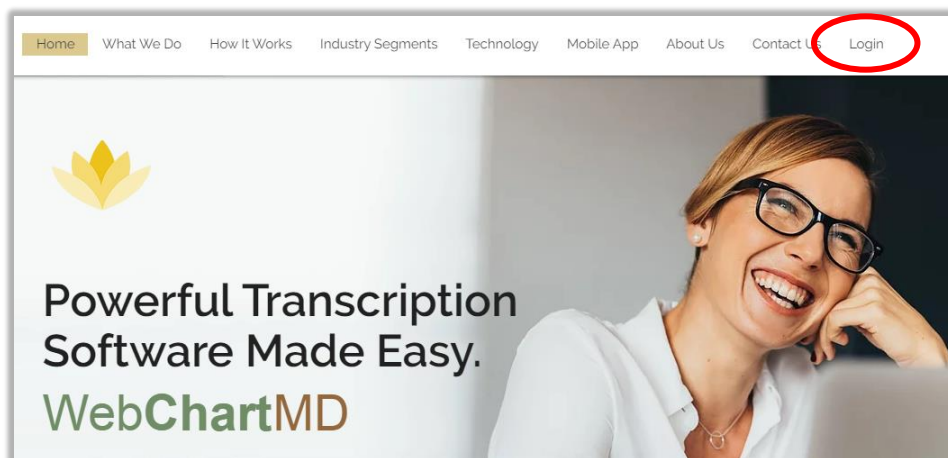 Home What We Do How It Works Industry Segments Technology Mobile App About Us Contact Us Login
Powerful Transcription
Software Made Easy.
WebChartMD